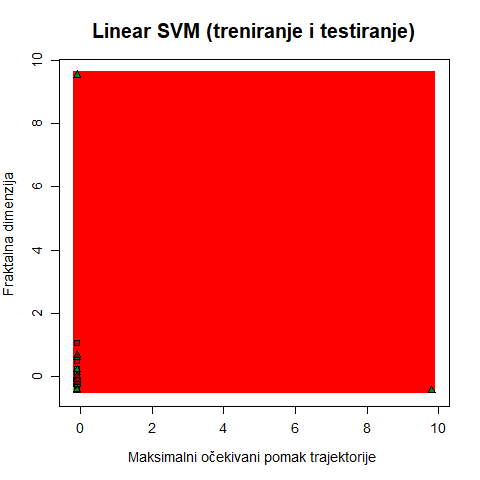 Linear SVM (treniranje i testiranje)
Fraktalna dimenzija
10
8
6
4
2
0
0 2 4 6 8 10
Maksimalni očekivani pomak trajektorije